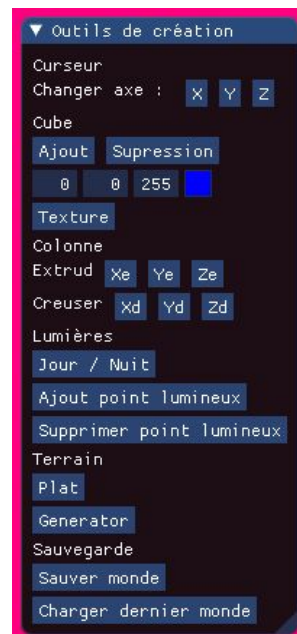 Outils de création
Curseur
Changer axe : X Y Z
Cube
Ajout Supression
0 0 255
Texture
Colonne
Extrud Xe Ye Ze
Creuser Xd Yd Zd
Lumières
Jour / Nuit
Ajout point lumineux
Supprimer point lumineux
Terrain
Plat
Generator
Sauvegarde
Sauver monde
Charger dernier monde